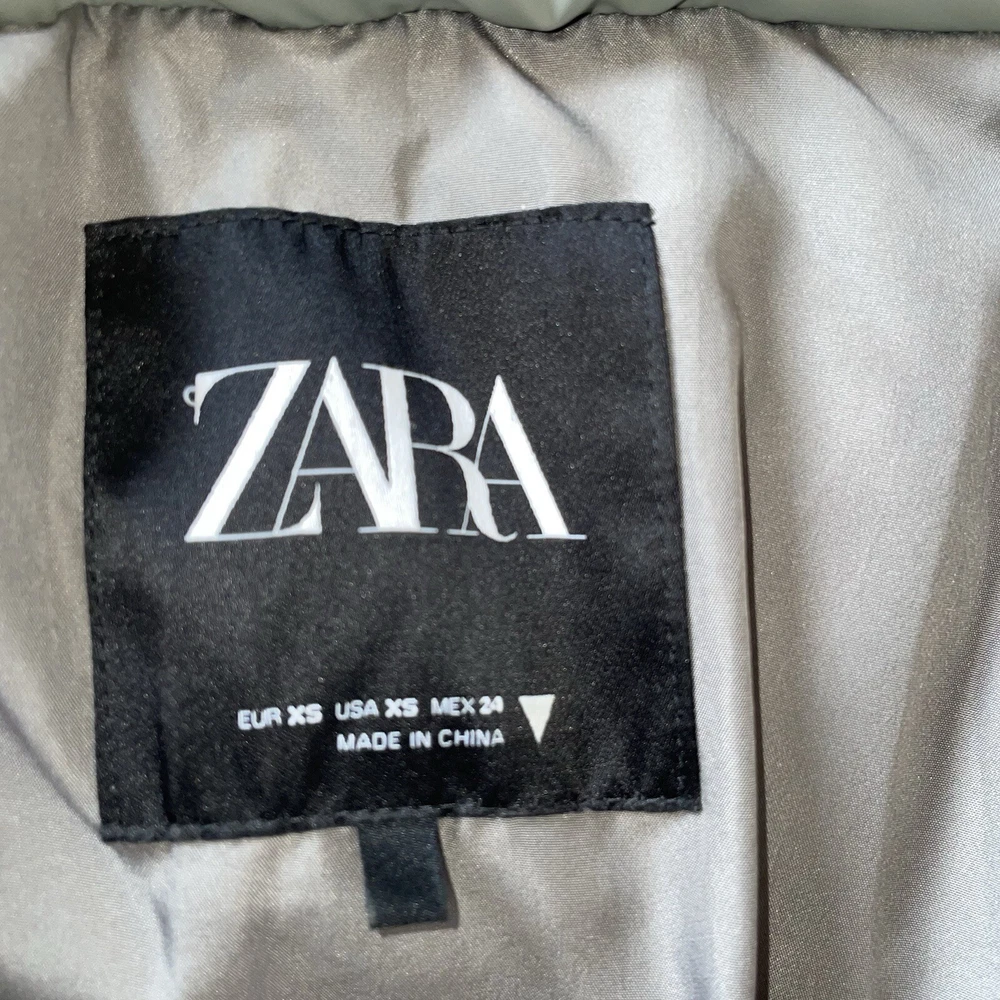 ZARA
EUR XS USA XS MEX 24
MADE IN CHINA